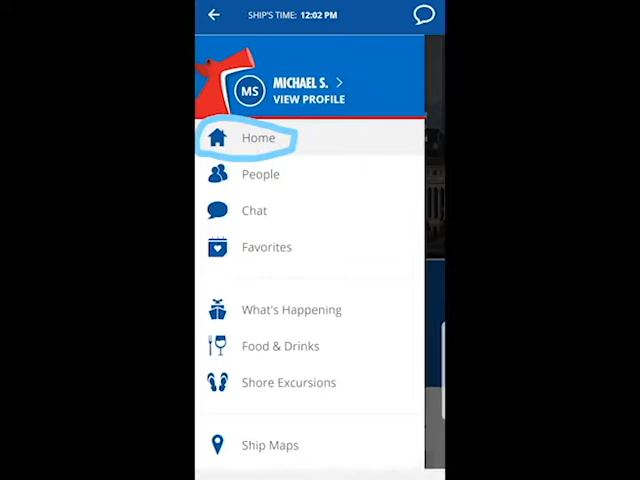 SHIP'S TIME: 12:02 PM
MS
MICHAEL S.
VIEW PROFILE
Home
People
Chat
Favorites
What's Happening
Food & Drinks
Shore Excursions
Ship Maps